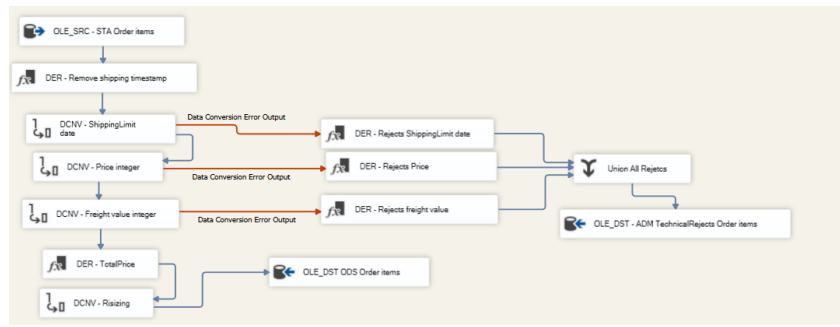 OLE_SRC - STA Order items
DER - Remove shipping timestamp
DCNV - ShippingLimit
date
Data Conversion Error Output
DER - Rejects ShippingLimit date
DCNV - Price integer
Data Conversion Error Output
DER - Rejects Price
Union All Rejetcs
DCNV - Freight value integer
Data Conversion Error Output
DER - Rejects freight value
OLE_DST - ADM TechnicalRejects Order items
DER - TotalPrice
OLE_DST ODS Order items
DCNV - Risizing